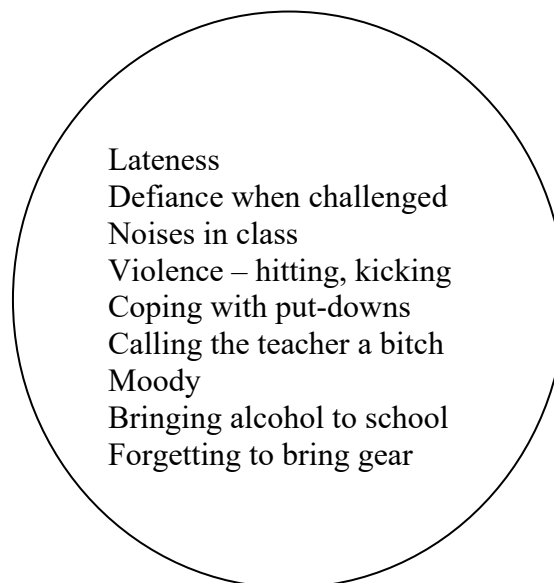 Lateness
Defiance when challenged
Noises in class
Violence – hitting, kicking
Coping with put-downs
Calling the teacher a bitch
Moody
Bringing alcohol to school
Forgetting to bring gear